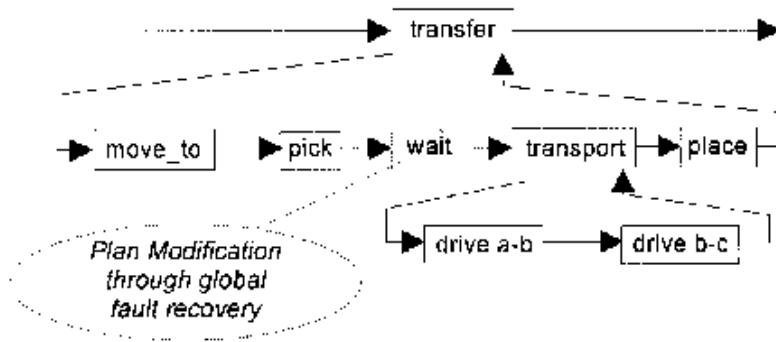 transfer
move_to
pick
wait
transport
place
drive a-b
drive b-c
Plan Modification
through global
fault recovery